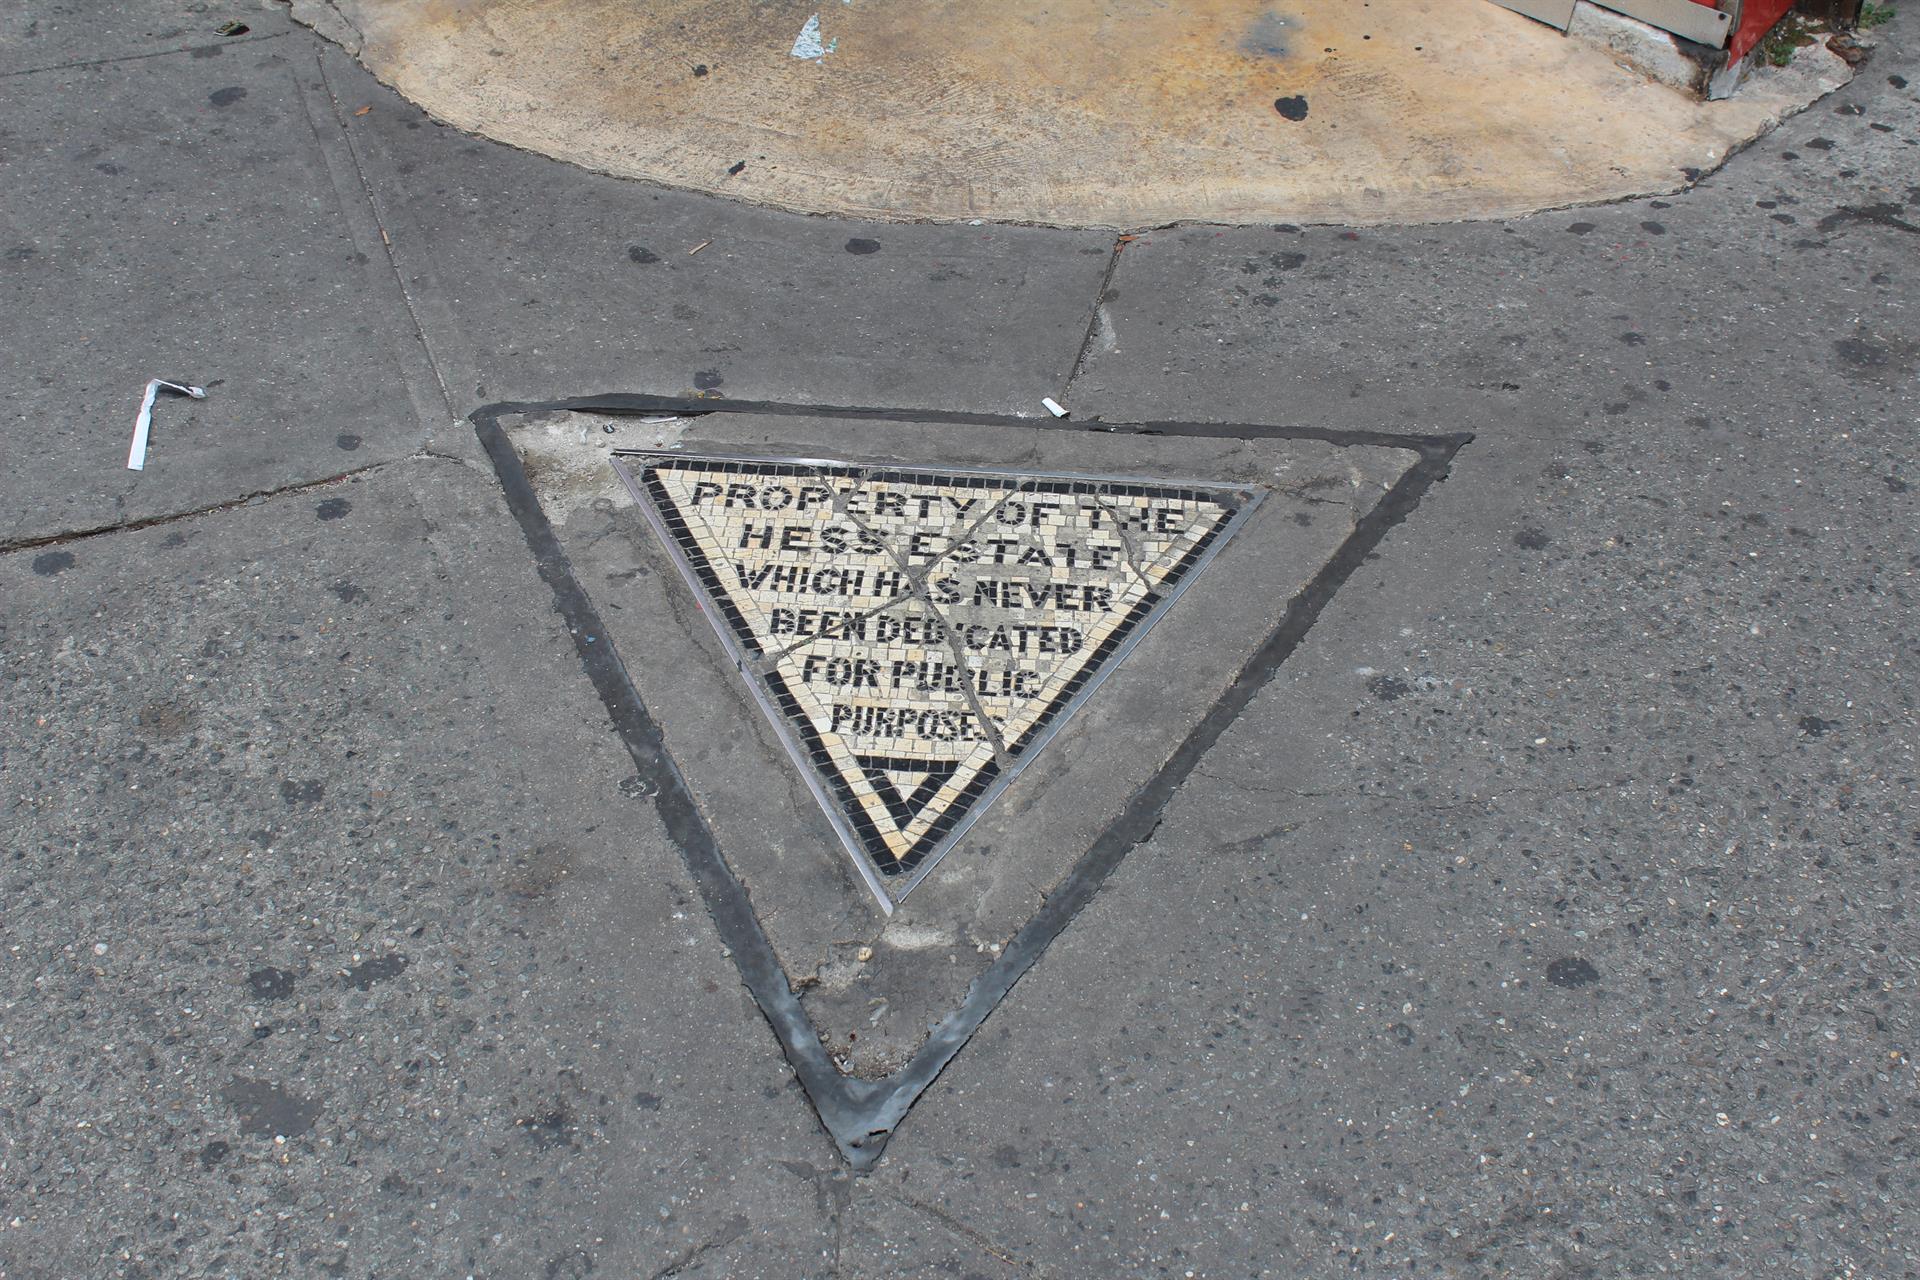 PROPERTY OF THE
HESS ESTATE
WHICH HAS NEVER
BEEN DEDICATED
FOR PUBLIC
PURPOSES